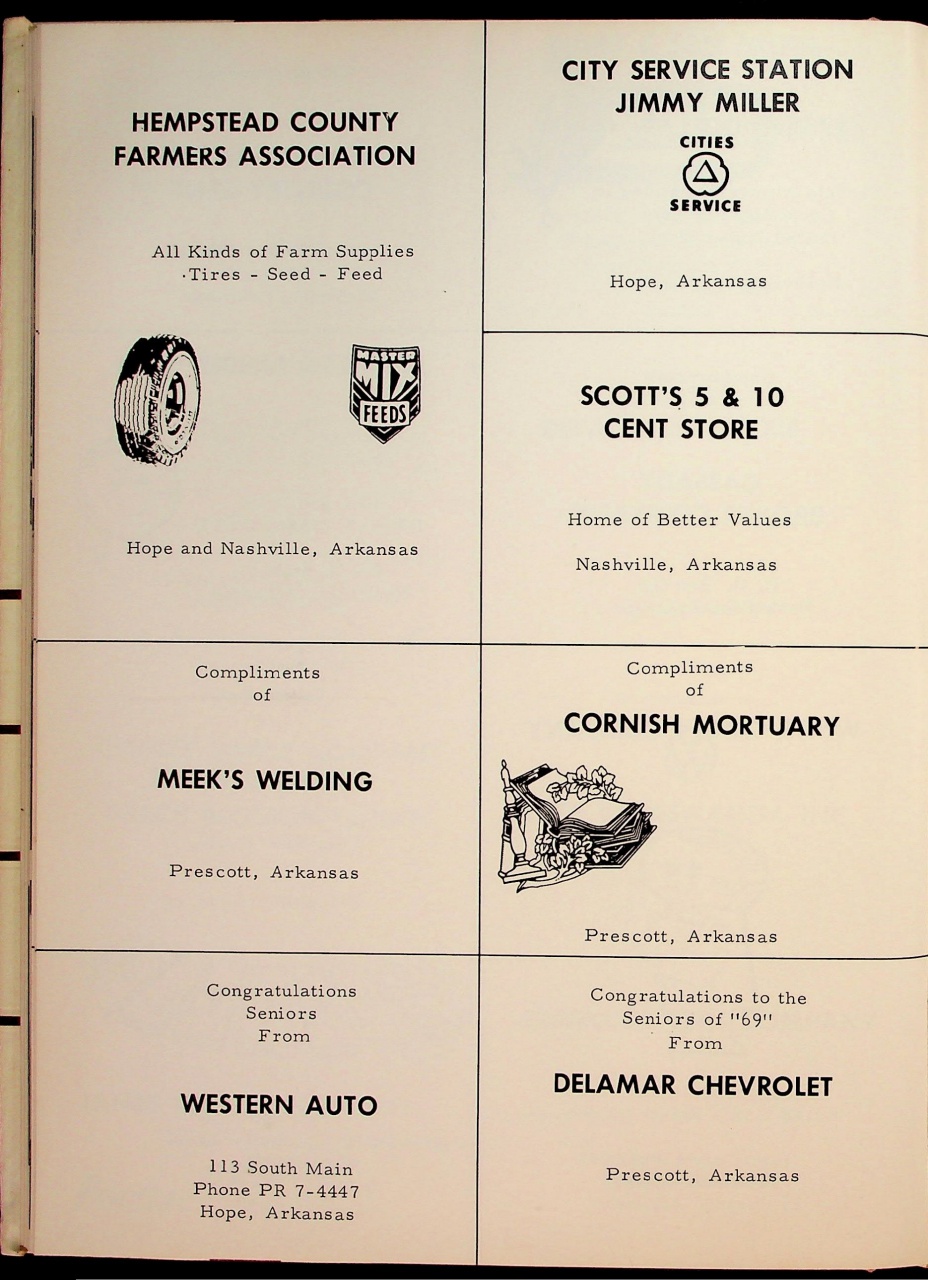 HEMPSTEAD COUNTY
FARMERS ASSOCIATION
All Kinds of Farm Supplies
Tires - Seed - Feed
MASTER
MIX
FEEDS
Hope and Nashville, Arkansas
CITY SERVICE STATION
JIMMY MILLER
CITIES
SERVICE
Hope, Arkansas
SCOTT'S 5 & 10
CENT STORE
Home of Better Values
Nashville, Arkansas
Compliments
of
MEEK'S WELDING
Prescott, Arkansas
Compliments
of
CORNISH MORTUARY
Prescott, Arkansas
Congratulations
Seniors
From
WESTERN AUTO
113 South Main
Phone PR 7-4447
Hope, Arkansas
Congratulations to the
Seniors of "69"
From
DELAMAR CHEVROLET
Prescott, Arkansas